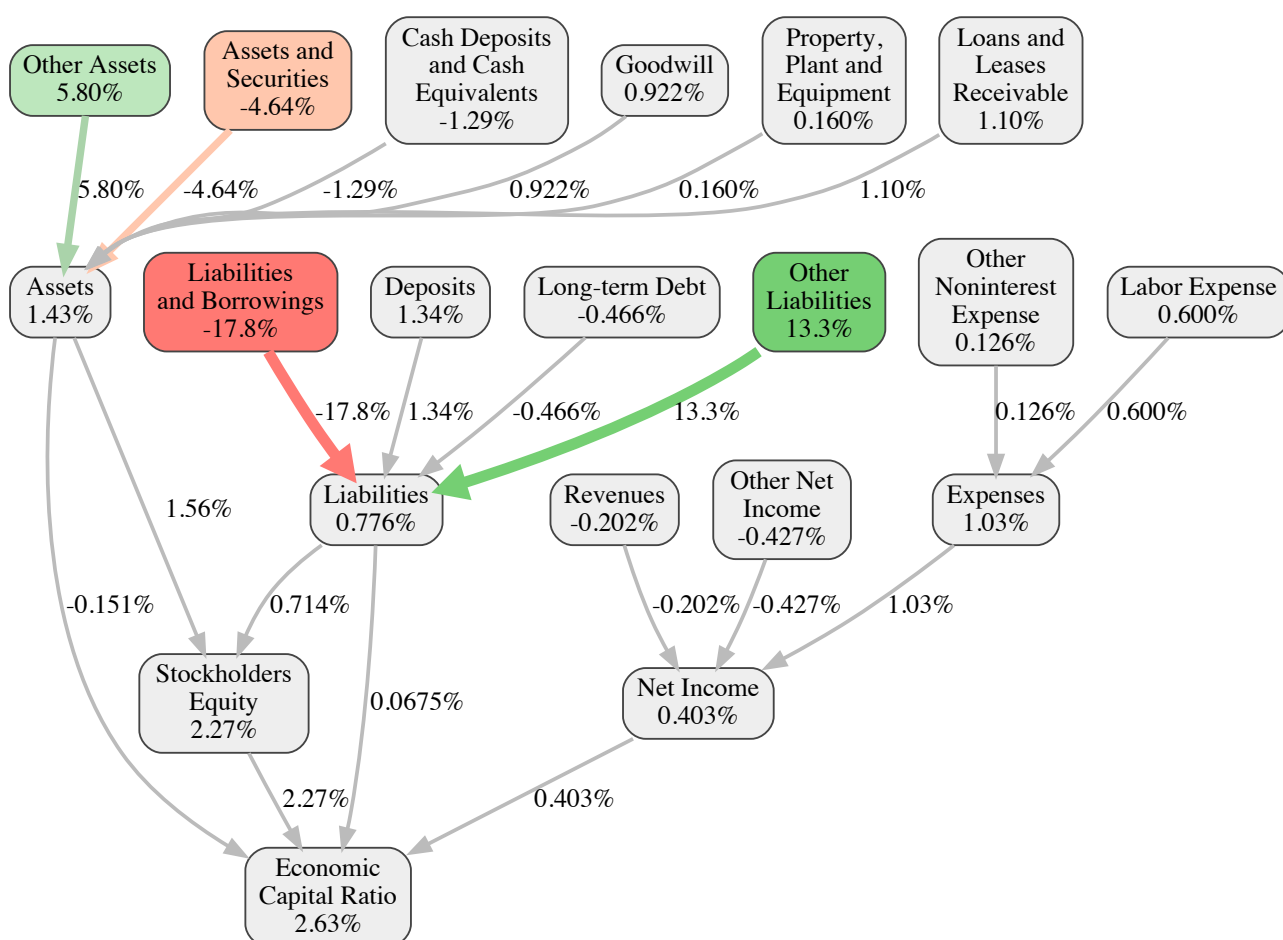 Other Assets
5.80%
Assets and
Securities
-4.64%
Cash Deposits
and Cash
Equivalents
-1.29%
Goodwill
0.922%
Property,
Plant and
Equipment
0.160%
Loans and
Leases
Receivable
1.10%
5.80%
-4.64%
-1.29%
0.922%
0.160%
1.10%
Assets
1.43%
Liabilities
and Borrowings
-17.8%
Deposits
1.34%
Long-term Debt
-0.466%
Other
Liabilities
13.3%
Other
Noninterest
Expense
0.126%
Labor Expense
0.600%
-17.8%
1.34%
-0.466%
13.3%
0.126%
0.600%
1.56%
Liabilities
0.776%
Revenues
-0.202%
Other Net
Income
-0.427%
Expenses
1.03%
-0.151%
0.714%
-0.202%
-0.427%
1.03%
Stockholders
Equity
2.27%
0.0675%
Net Income
0.403%
2.27%
0.403%
Economic
Capital Ratio
2.63%